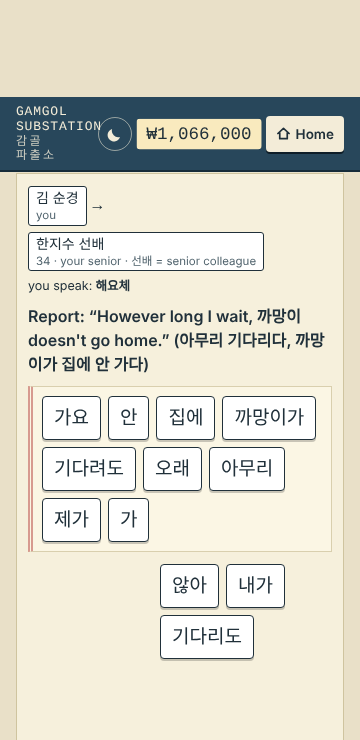 GAMGOL
SUBSTATION
감골
파출소
₩1,066,000
Home
김 순경
you
→
한지수 선배
34 · your senior · 선배 = senior colleague
you speak: 해요체
Report: “However long I wait, 까망이
doesn't go home.” (아무리 기다리다, 까망
이가 집에 안 가다)
가요 안 집에 까망이가
기다려도 오래 아무리
제가 가
않아 내가
기다리도